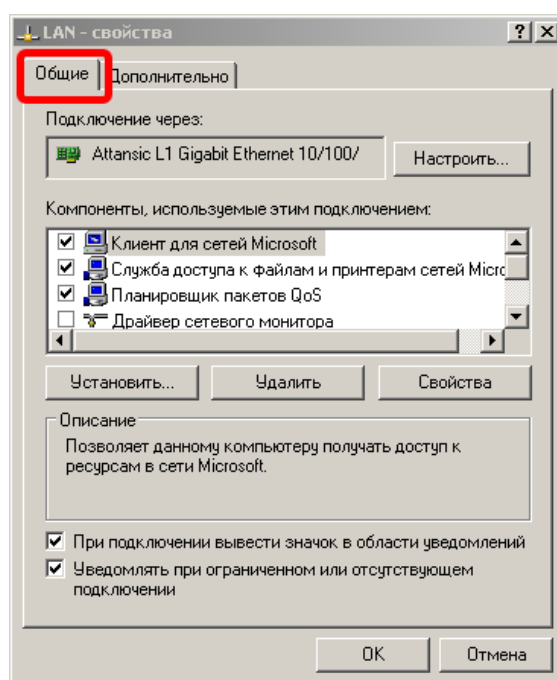 LAN - свойства
Общие
Дополнительно
Подключение через:
Attansic L1 Gigabit Ethernet 10/100/
Настроить...
Компоненты, используемые этим подключением:
Клиент для сетей Microsoft
Служба доступа к файлам и принтерам сетей Micro
Планировщик пакетов QoS
Драйвер сетевого монитора
Установить...
Удалить
Свойства
Описание
Позволяет данному компьютеру получать доступ к
ресурсам в сети Microsoft.
При подключении вывести значок в области уведомлений
Уведомлять при ограниченном или отсутствующем
подключении
OK
Отмена